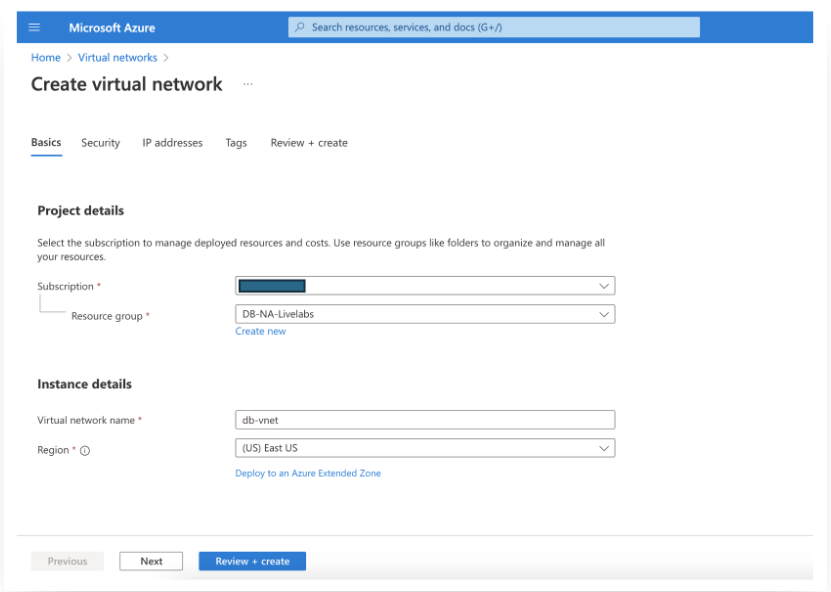 Microsoft Azure
Search resources, services, and docs (G+/)
Home > Virtual networks >
Create virtual network ...
Basics Security IP addresses Tags Review + create
Project details
Select the subscription to manage deployed resources and costs. Use resource groups like folders to organize and manage all
your resources.
Subscription *
Resource group * DB-NA-Livelabs
Create new
Instance details
Virtual network name * db-vnet
Region * (US) East US
Deploy to an Azure Extended Zone
Previous Next Review + create